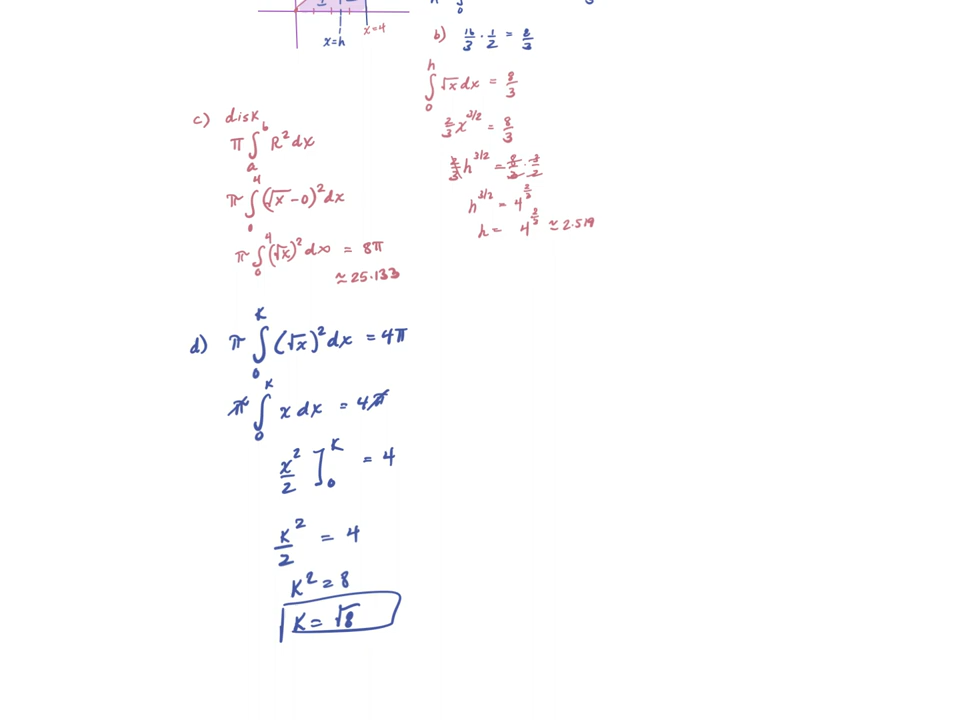 x=h
x=4
b) 16/3 · 1/2 = 8/3
∫₀ʰ √x dx = 8/3
2/3 x^3/2 = 8/3
2/3 h^3/2 = 8/3 · 3/2
h^3/2 = 4^2/3
h = 4^2/3 ≈ 2.519
c) disk
π ∫ₐᵇ R² dx
π ∫₀⁴ (√x - 0)² dx
π ∫₀⁴ (√x)² dx = 8π
≈ 25.133
d) π ∫₀ᴷ (√x)² dx = 4π
π ∫₀ᴷ x dx = 4π
x²/2 ]₀ᴷ = 4
K²/2 = 4
K² = 8
K = √8